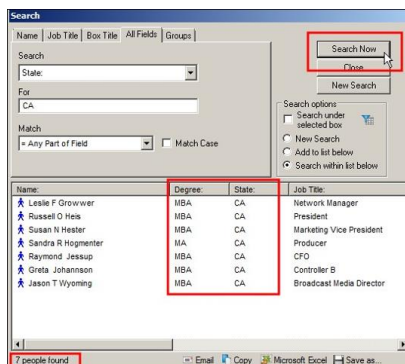 Search
Name Job Title Box Title All Fields Groups
Search
State:
For
CA
Match
= Any Part of Field
Match Case
Search Now
Close
New Search
Search options
Search under selected box
New Search
Add to list below
Search within list below
Name: Degree: State: Job Title:
Leslie F Growwer MBA CA Network Manager
Russell O Heis MBA CA President
Susan N Hester MBA CA Marketing Vice President
Sandra R Hogmenter MA CA Producer
Raymond Jessup MBA CA CFO
Greta Johannson MBA CA Controller B
Jason T Wyoming MBA CA Broadcast Media Director
7 people found Email Copy Microsoft Excel Save as...